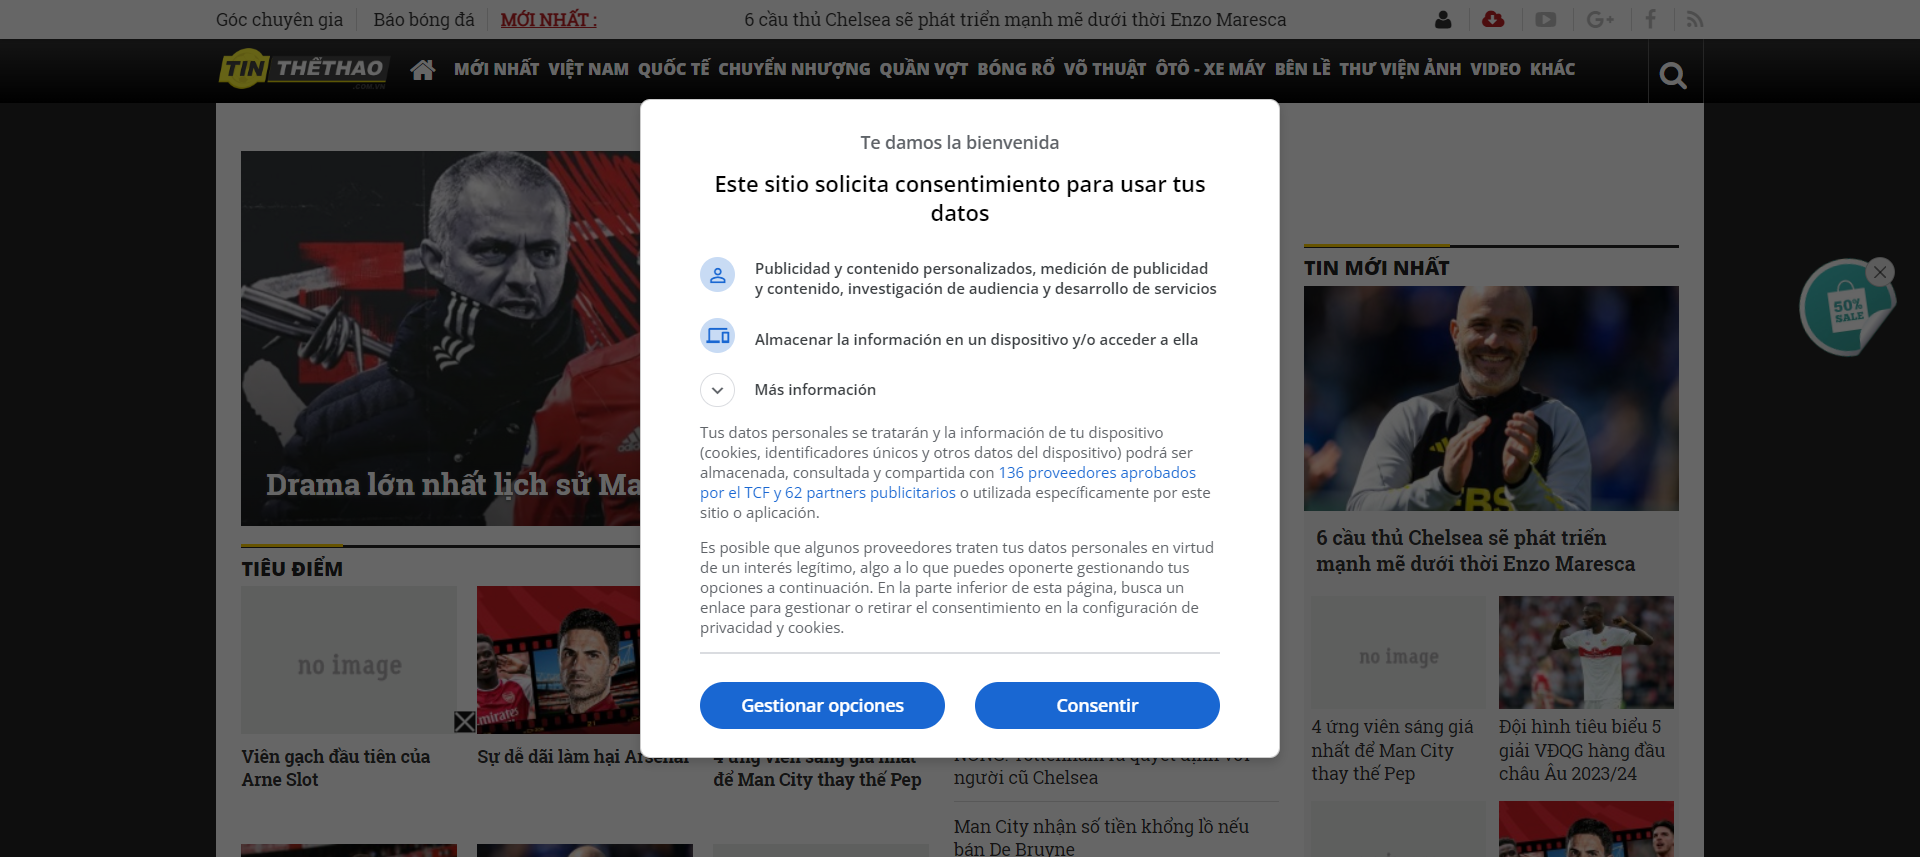 Góc chuyên gia
Báo bóng đá
MỚI NHẤT :
6 cầu thủ Chelsea sẽ phát triển mạnh mẽ dưới thời Enzo Maresca
TIN THỂTHAO
.COM.VN
MỚI NHẤT VIỆT NAM QUỐC TẾ CHUYỂN NHƯỢNG QUẦN VỢT BÓNG RỔ VÕ THUẬT ÔTÔ - XE MÁY BÊN LỀ THƯ VIỆN ẢNH VIDEO KHÁC
Te damos la bienvenida
Este sitio solicita consentimiento para usar tus
datos
Publicidad y contenido personalizados, medición de publicidad
y contenido, investigación de audiencia y desarrollo de servicios
Almacenar la información en un dispositivo y/o acceder a ella
Más información
Tus datos personales se tratarán y la información de tu dispositivo
(cookies, identificadores únicos y otros datos del dispositivo) podrá ser
almacenada, consultada y compartida con 136 proveedores aprobados
por el TCF y 62 partners publicitarios o utilizada específicamente por este
sitio o aplicación.
Es posible que algunos proveedores traten tus datos personales en virtud
de un interés legítimo, algo a lo que puedes oponerte gestionando tus
opciones a continuación. En la parte inferior de esta página, busca un
enlace para gestionar o retirar el consentimiento en la configuración de
privacidad y cookies.
Gestionar opciones
Consentir
Drama lớn nhất lịch sử Ma
TIÊU ĐIỂM
no image
Viên gạch đầu tiên của
Arne Slot
Sự dễ dãi làm hại Arsenal
4 ứng viên sáng giá nhất
để Man City thay thế Pep
người cũ Chelsea
Man City nhận số tiền khổng lồ nếu
bán De Bruyne
TIN MỚI NHẤT
6 cầu thủ Chelsea sẽ phát triển
mạnh mẽ dưới thời Enzo Maresca
no image
4 ứng viên sáng giá
nhất để Man City
thay thế Pep
Đội hình tiêu biểu 5
giải VĐQG hàng đầu
châu Âu 2023/24
50%
SALE